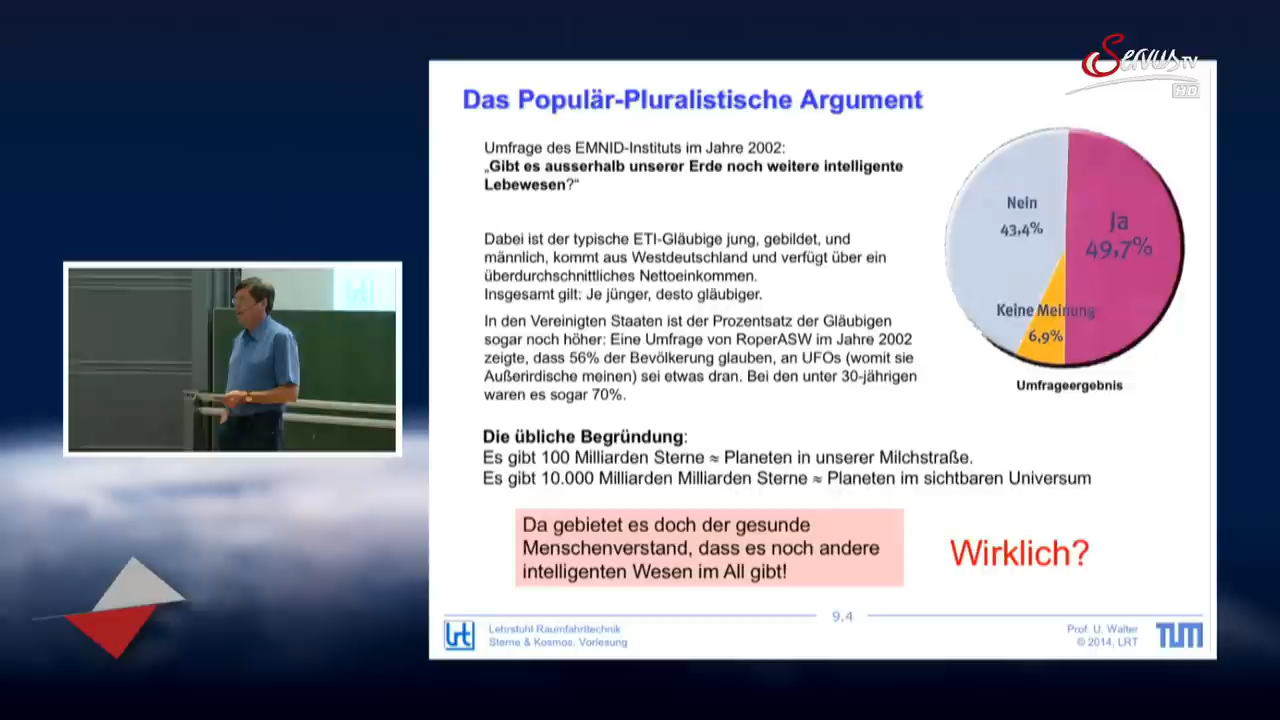 ServusTV
HD
Das Populär-Pluralistische Argument
Umfrage des EMNID-Instituts im Jahre 2002:
„Gibt es ausserhalb unserer Erde noch weitere intelligente
Lebewesen?“
Dabei ist der typische ETI-Gläubige jung, gebildet, und
männlich, kommt aus Westdeutschland und verfügt über ein
überdurchschnittliches Nettoeinkommen.
Insgesamt gilt: Je jünger, desto gläubiger.
In den Vereinigten Staaten ist der Prozentsatz der Gläubigen
sogar noch höher: Eine Umfrage von RoperASW im Jahre 2002
zeigte, dass 56% der Bevölkerung glauben, an UFOs (womit sie
Außerirdische meinen) sei etwas dran. Bei den unter 30-jährigen
waren es sogar 70%.
Nein
43,4%
Ja
49,7%
Keine Meinung
6,9%
Umfrageergebnis
Die übliche Begründung:
Es gibt 100 Milliarden Sterne ≈ Planeten in unserer Milchstraße.
Es gibt 10.000 Milliarden Milliarden Sterne ≈ Planeten im sichtbaren Universum
Da gebietet es doch der gesunde
Menschenverstand, dass es noch andere
intelligenten Wesen im All gibt!
Wirklich?
lrt
Lehrstuhl Raumfahrttechnik
Sterne & Kosmos, Vorlesung
9.4
Prof. U. Walter
© 2014, LRT
TUM
lrt